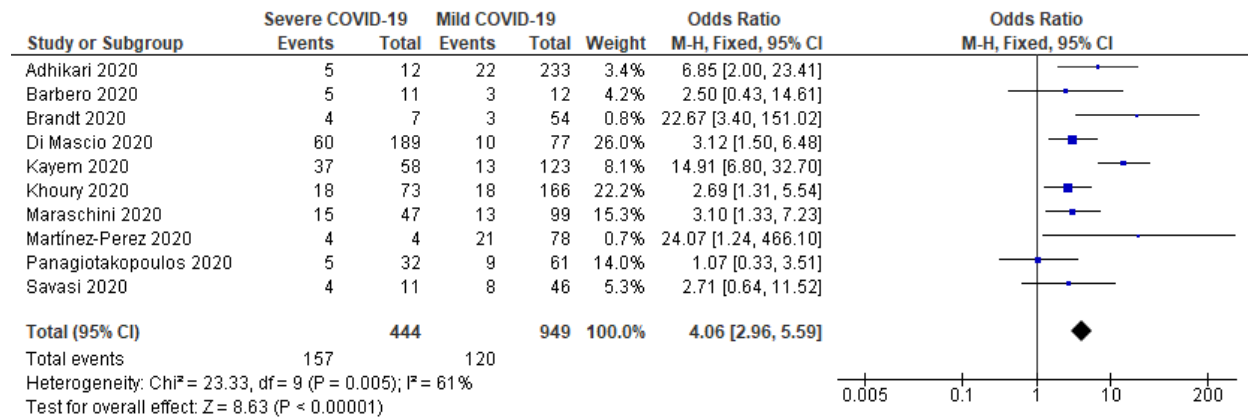 Severe COVID-19 Mild COVID-19 Odds Ratio Odds Ratio
Study or Subgroup Events Total Events Total Weight M-H, Fixed, 95% CI M-H, Fixed, 95% CI
Adhikari 2020 5 12 22 233 3.4% 6.85 [2.00, 23.41]
Barbero 2020 5 11 3 12 4.2% 2.50 [0.43, 14.61]
Brandt 2020 4 7 3 54 0.8% 22.67 [3.40, 151.02]
Di Mascio 2020 60 189 10 77 26.0% 3.12 [1.50, 6.48]
Kayem 2020 37 58 13 123 8.1% 14.91 [6.80, 32.70]
Khoury 2020 18 73 18 166 22.2% 2.69 [1.31, 5.54]
Maraschini 2020 15 47 13 99 15.3% 3.10 [1.33, 7.23]
Martínez-Perez 2020 4 4 21 78 0.7% 24.07 [1.24, 466.10]
Panagiotakopoulos 2020 5 32 9 61 14.0% 1.07 [0.33, 3.51]
Savasi 2020 4 11 8 46 5.3% 2.71 [0.64, 11.52]
Total (95% CI) 444 949 100.0% 4.06 [2.96, 5.59]
Total events 157 120
Heterogeneity: Chi² = 23.33, df = 9 (P = 0.005); I² = 61%
Test for overall effect: Z = 8.63 (P < 0.00001)
0.005 0.1 1 10 200